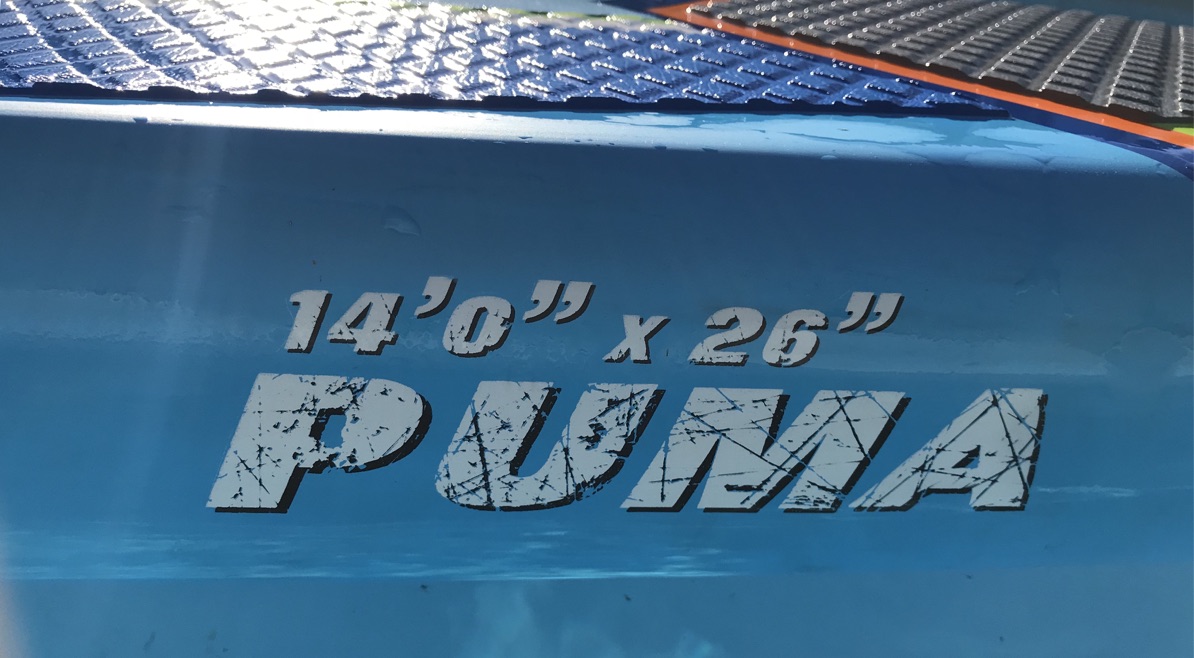 14’0” x 26”
PUMA